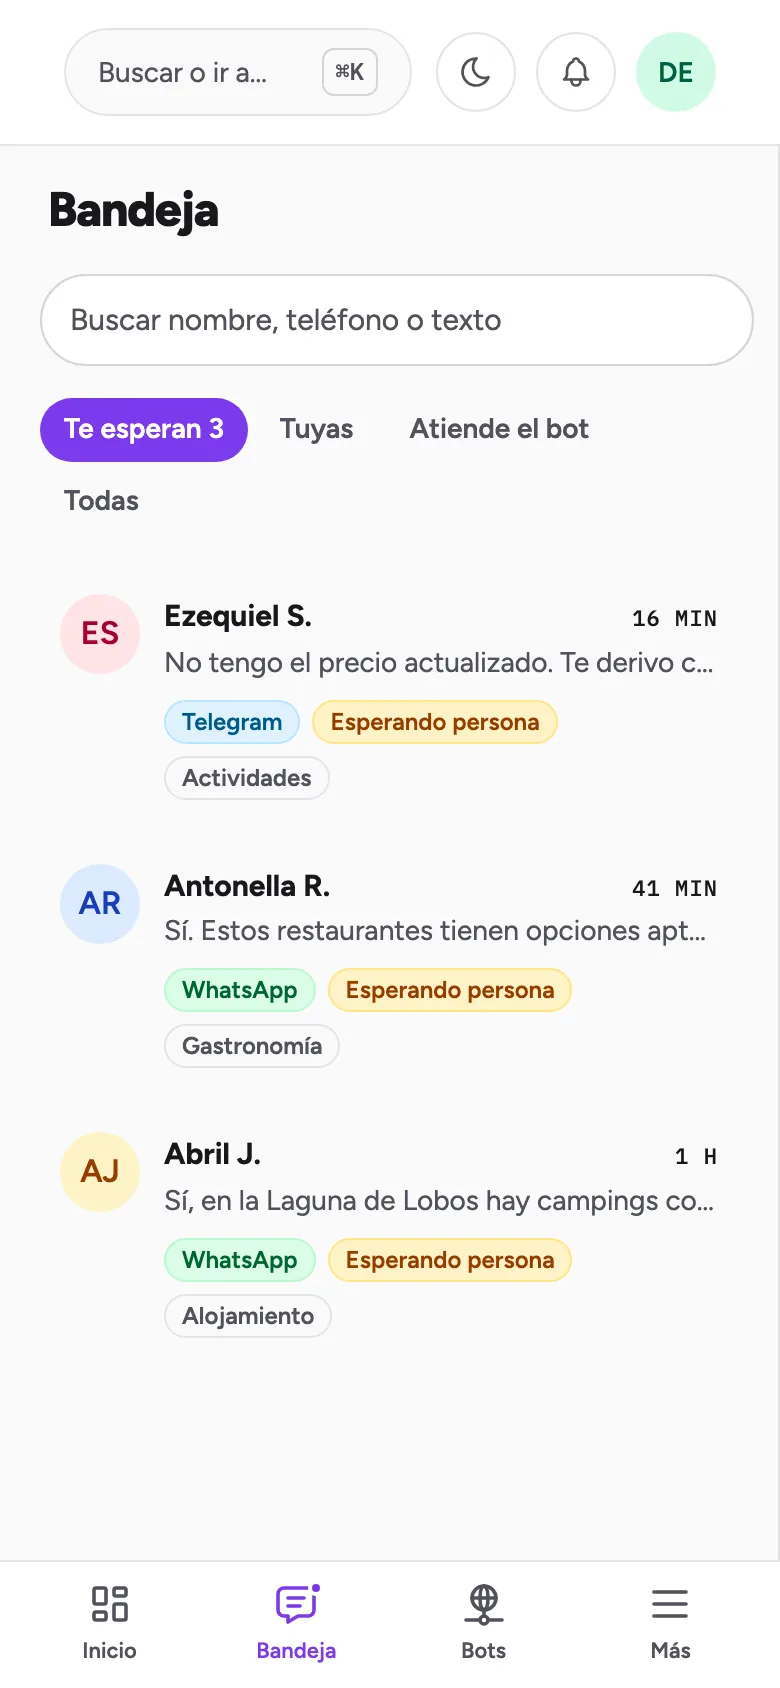 Buscar o ir a... ⌘K DE
Bandeja
Buscar nombre, teléfono o texto
Te esperan 3 Tuyas Atiende el bot
Todas
ES Ezequiel S. 16 MIN
No tengo el precio actualizado. Te derivo c...
Telegram Esperando persona
Actividades
AR Antonella R. 41 MIN
Sí. Estos restaurantes tienen opciones apt...
WhatsApp Esperando persona
Gastronomía
AJ Abril J. 1 H
Sí, en la Laguna de Lobos hay campings co...
WhatsApp Esperando persona
Alojamiento
Inicio Bandeja Bots Más